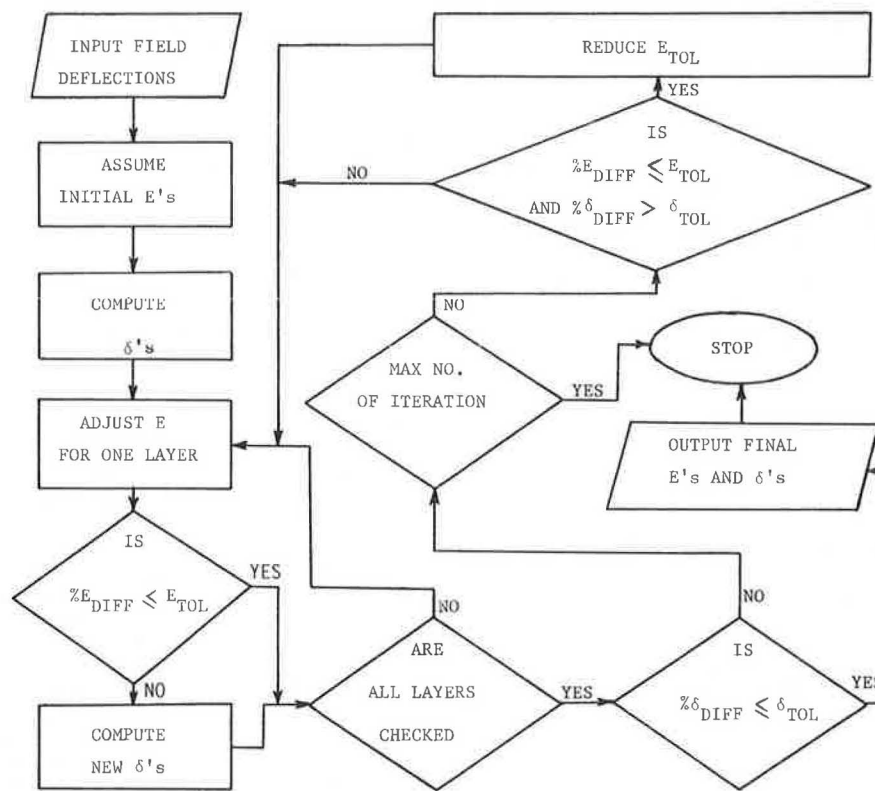 INPUT FIELD
DEFLECTIONS
ASSUME
INITIAL E's
COMPUTE
δ's
ADJUST E
FOR ONE LAYER
IS
%E_DIFF ≤ E_TOL
YES
NO
COMPUTE
NEW δ's
ARE
ALL LAYERS
CHECKED
NO
YES
IS
%δ_DIFF ≤ δ_TOL
NO
YES
MAX NO.
OF ITERATION
NO
YES
IS
%E_DIFF ≤ E_TOL
AND %δ_DIFF > δ_TOL
NO
YES
REDUCE E_TOL
STOP
OUTPUT FINAL
E's AND δ's